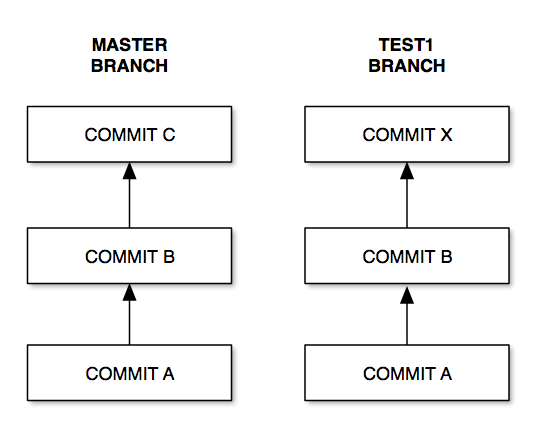 MASTER
BRANCH
TEST1
BRANCH
COMMIT C
COMMIT X
COMMIT B
COMMIT B
COMMIT A
COMMIT A